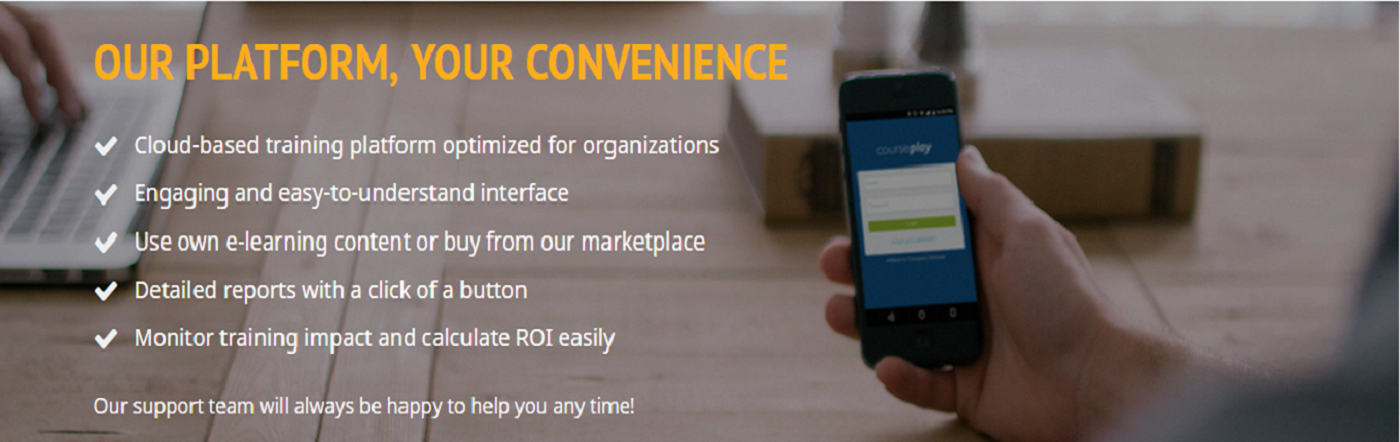 OUR PLATFORM, YOUR CONVENIENCE
Cloud-based training platform optimized for organizations
Engaging and easy-to-understand interface
Use own e-learning content or buy from our marketplace
Detailed reports with a click of a button
Monitor training impact and calculate ROI easily
Our support team will always be happy to help you any time!
courseplay